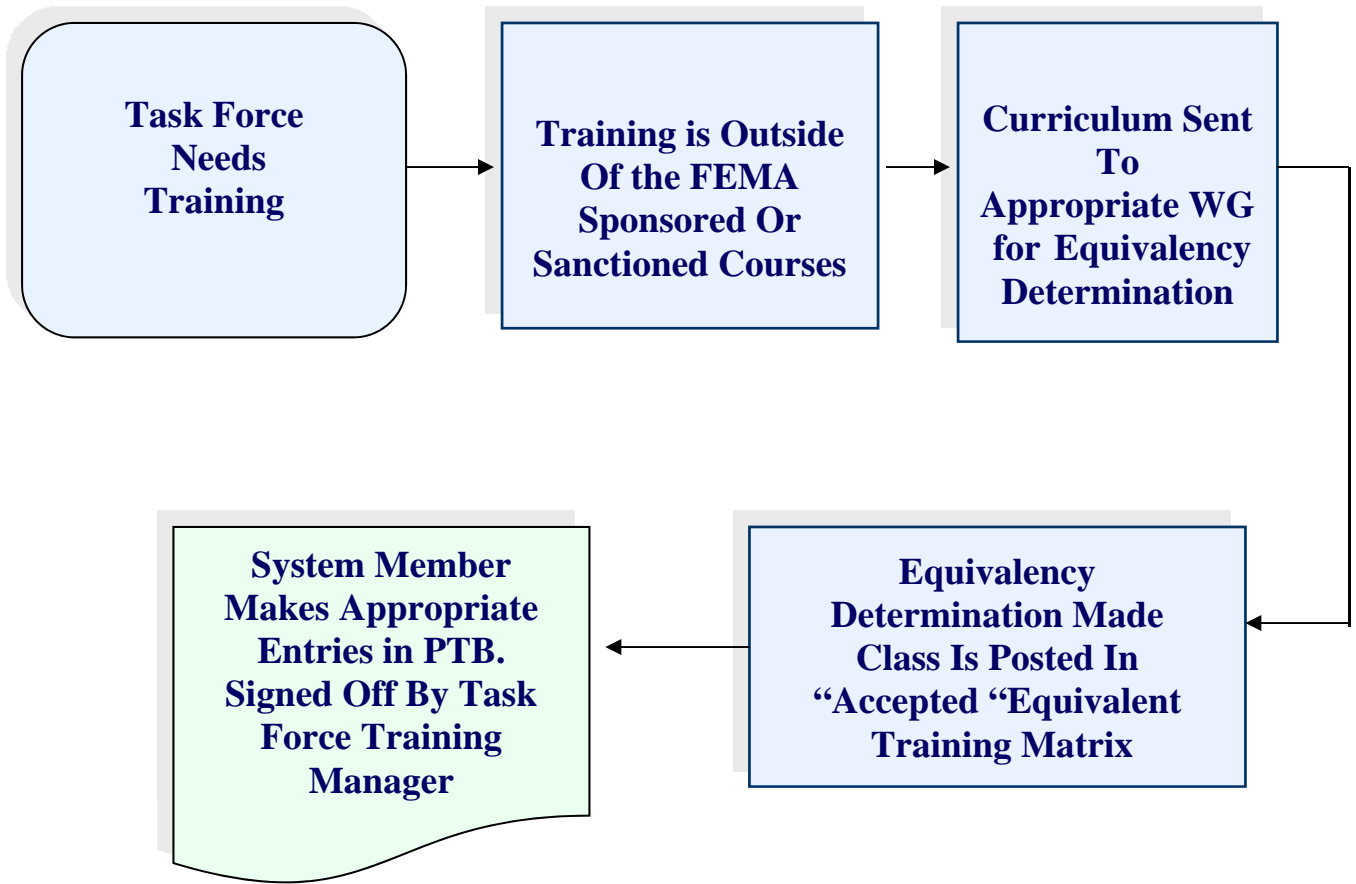 Task Force
Needs
Training
Training is Outside
Of the FEMA
Sponsored Or
Sanctioned Courses
Curriculum Sent
To
Appropriate WG
for Equivalency
Determination
Equivalency
Determination Made
Class Is Posted In
“Accepted “Equivalent
Training Matrix
System Member
Makes Appropriate
Entries in PTB.
Signed Off By Task
Force Training
Manager